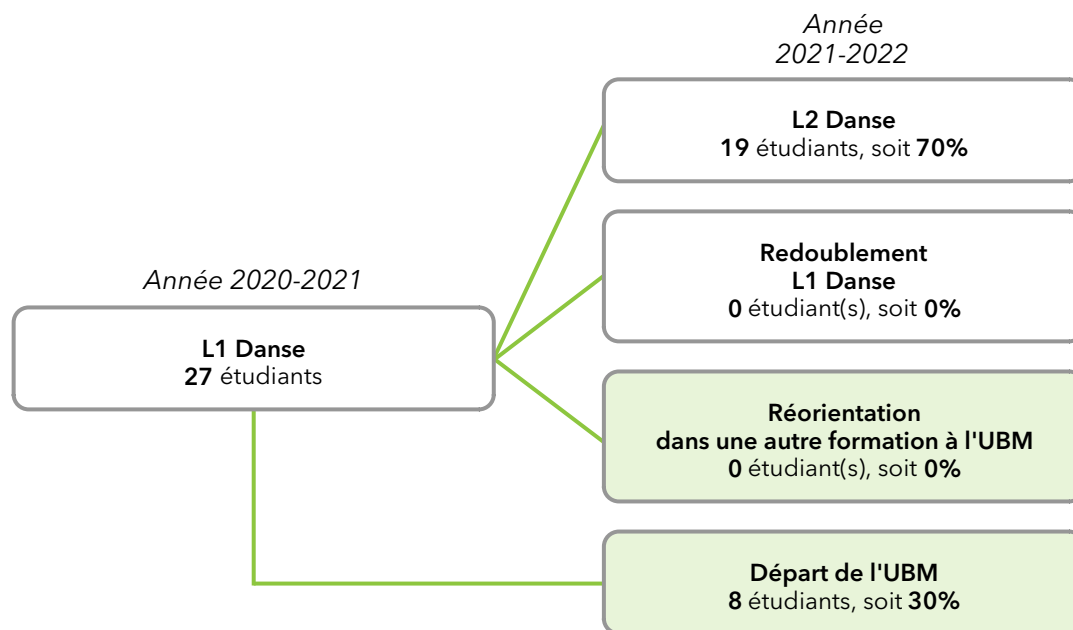 Année
2021-2022
L2 Danse
19 étudiants, soit 70%
Redoublement
L1 Danse
0 étudiant(s), soit 0%
Année 2020-2021
L1 Danse
27 étudiants
Réorientation
dans une autre formation à l'UBM
0 étudiant(s), soit 0%
Départ de l'UBM
8 étudiants, soit 30%